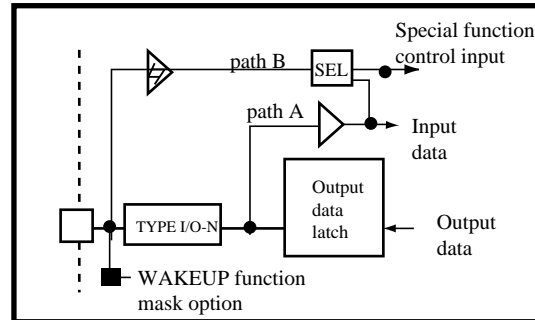 Special function
control input
path B
SEL
path A
Input
data
Output
data
latch
TYPE I/O-N
Output
data
WAKEUP function
mask option